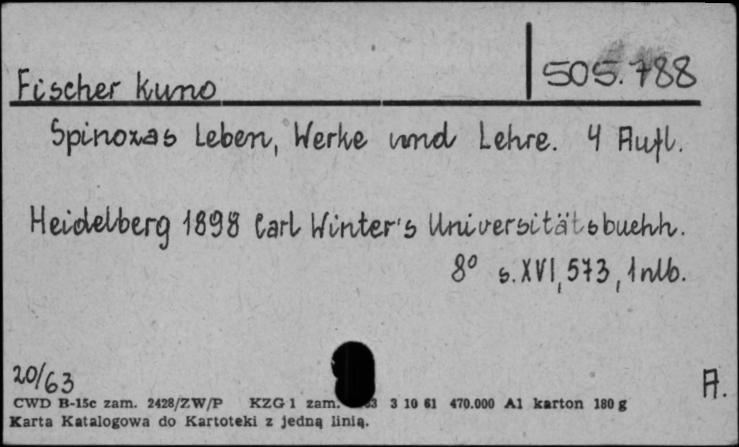 Fischer Kuno
505.788
Spinozas Leben, Werke und Lehre. 4 Aufl.
Heidelberg 1898 Carl Winter's Universitätsbuchh.
8° s. XVI, 573, 1 nlb.
20/63
A.
CWD B-15c zam. 2428/ZW/P KZG 1 zam. 3 10 61 470.000 A1 karton 180 g
Karta Katalogowa do Kartoteki z jedną linią.